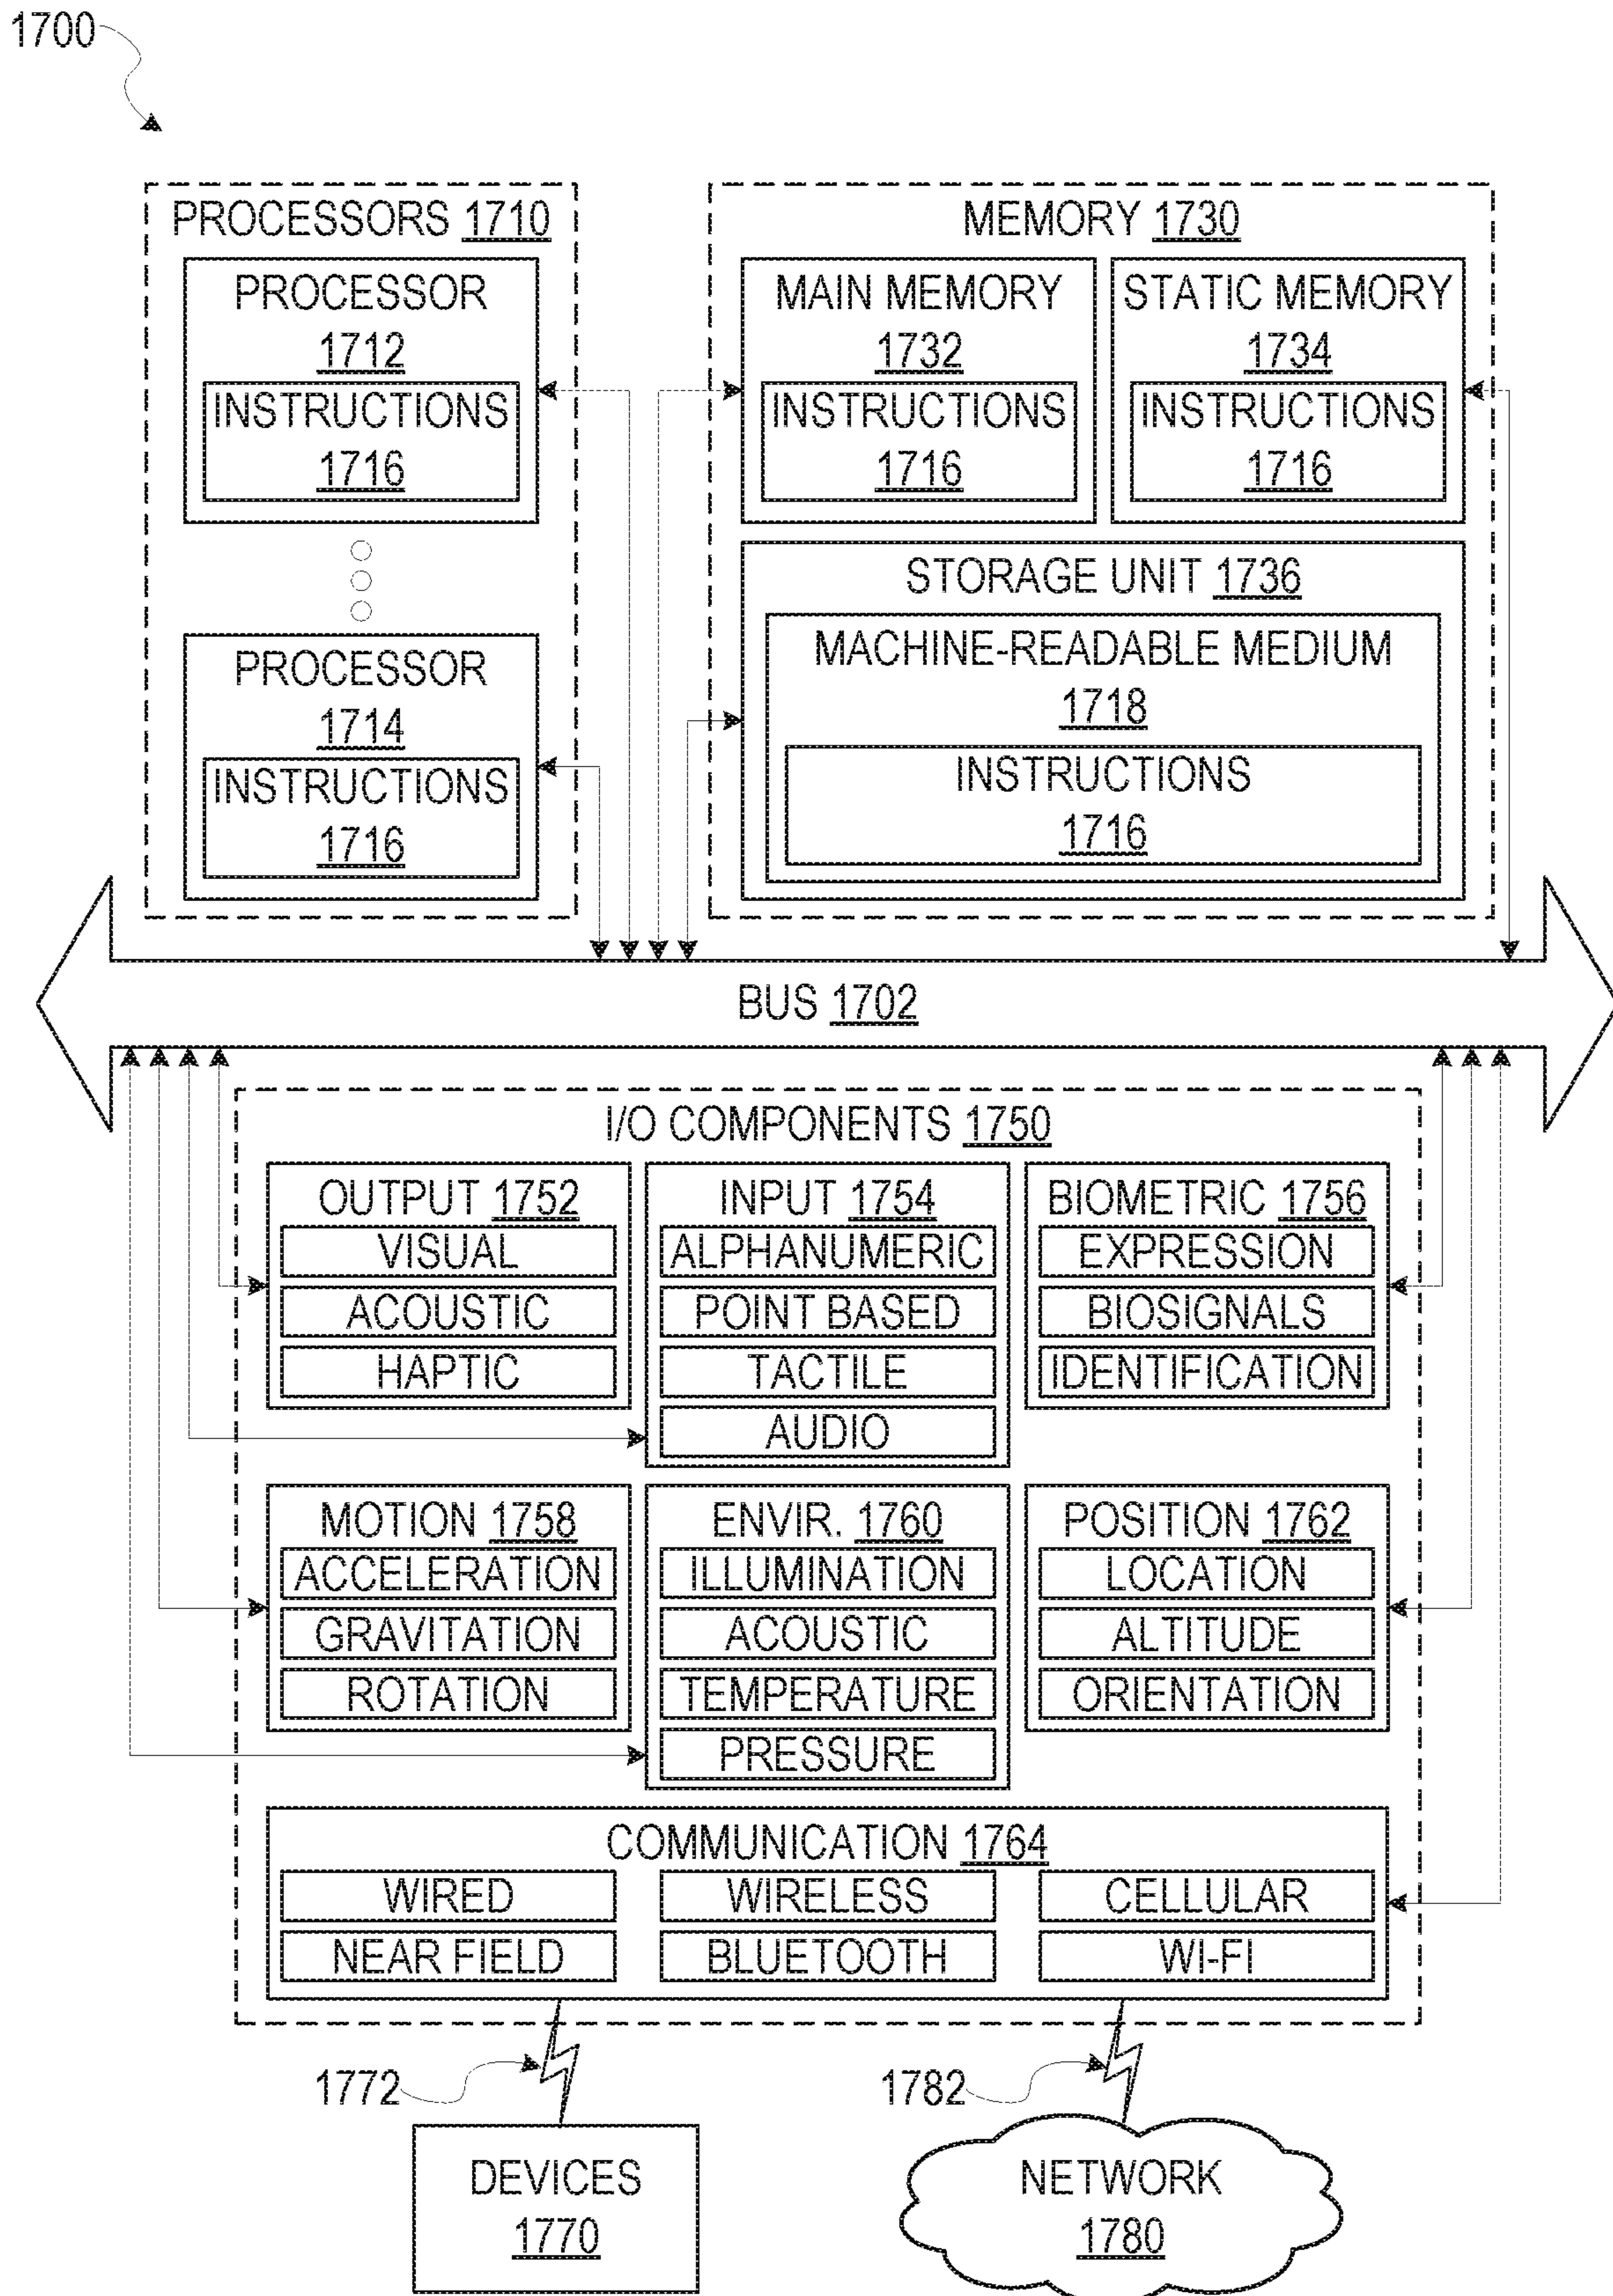 1700
PROCESSORS 1710
PROCESSOR
1712
INSTRUCTIONS
1716
PROCESSOR
1714
INSTRUCTIONS
1716
MEMORY 1730
MAIN MEMORY
1732
INSTRUCTIONS
1716
STATIC MEMORY
1734
INSTRUCTIONS
1716
STORAGE UNIT 1736
MACHINE-READABLE MEDIUM
1718
INSTRUCTIONS
1716
BUS 1702
I/O COMPONENTS 1750
OUTPUT 1752
VISUAL
ACOUSTIC
HAPTIC
INPUT 1754
ALPHANUMERIC
POINT BASED
TACTILE
AUDIO
BIOMETRIC 1756
EXPRESSION
BIOSIGNALS
IDENTIFICATION
MOTION 1758
ACCELERATION
GRAVITATION
ROTATION
ENVIR. 1760
ILLUMINATION
ACOUSTIC
TEMPERATURE
PRESSURE
POSITION 1762
LOCATION
ALTITUDE
ORIENTATION
COMMUNICATION 1764
WIRED
WIRELESS
CELLULAR
NEAR FIELD
BLUETOOTH
WI-FI
1772
1782
DEVICES
1770
NETWORK
1780